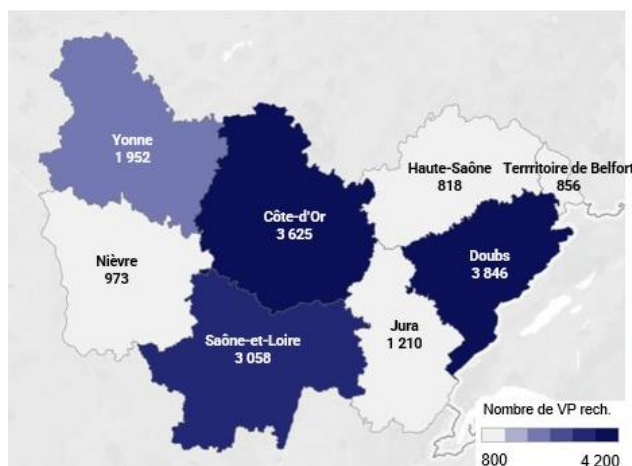 Yonne
1 952
Haute-Saône
818
Terrritoire de Belfort
856
Côte-d'Or
3 625
Doubs
3 846
Nièvre
973
Saône-et-Loire
3 058
Jura
1 210
Nombre de VP rech.
800
4 200